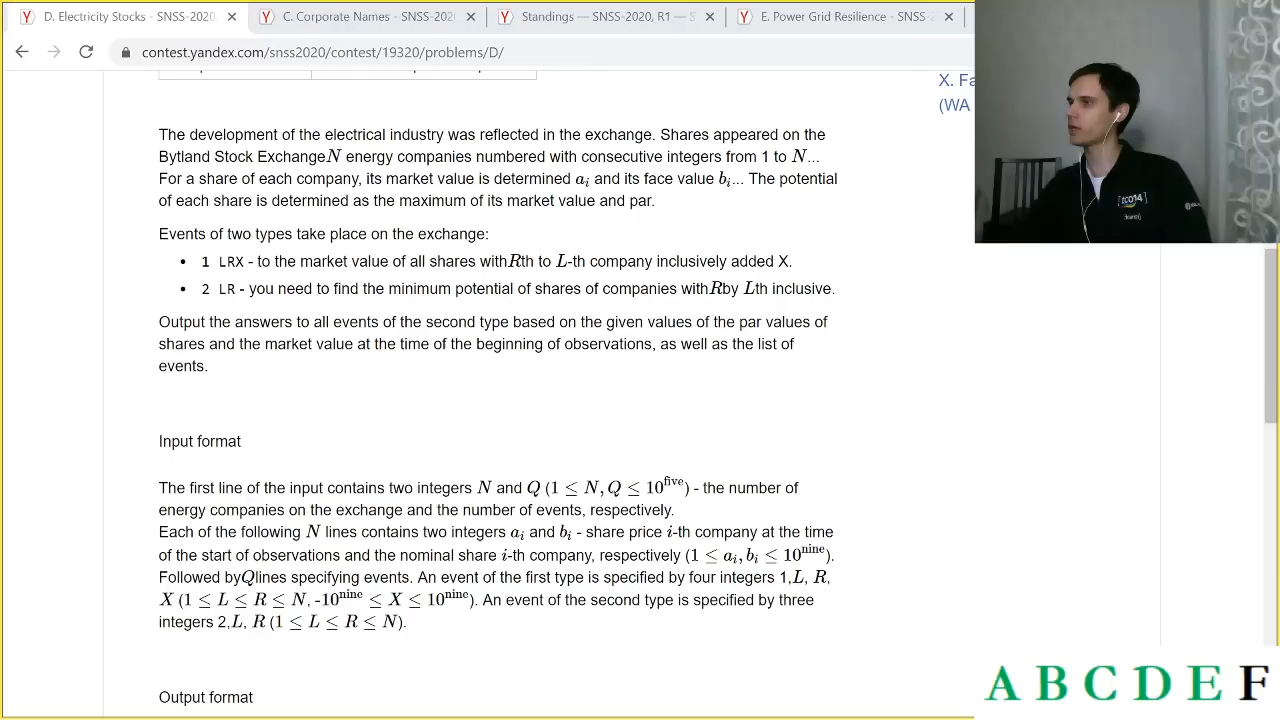 D. Electricity Stocks - SNSS-2020,
C. Corporate Names - SNSS-202
Standings — SNSS-2020, R1 — S
E. Power Grid Resilience - SNSS-
contest.yandex.com/snss2020/contest/19320/problems/D/
X. Fa
(WA
The development of the electrical industry was reflected in the exchange. Shares appeared on the
Bytland Stock ExchangeN energy companies numbered with consecutive integers from 1 to N...
For a share of each company, its market value is determined a_i and its face value b_i... The potential
of each share is determined as the maximum of its market value and par.
Events of two types take place on the exchange:
• 1 LRX - to the market value of all shares withRth to L-th company inclusively added X.
• 2 LR - you need to find the minimum potential of shares of companies withRby Lth inclusive.
Output the answers to all events of the second type based on the given values of the par values of
shares and the market value at the time of the beginning of observations, as well as the list of
events.
Input format
The first line of the input contains two integers N and Q (1 ≤ N, Q ≤ 10^five) - the number of
energy companies on the exchange and the number of events, respectively.
Each of the following N lines contains two integers a_i and b_i - share price i-th company at the time
of the start of observations and the nominal share i-th company, respectively (1 ≤ a_i, b_i ≤ 10^nine).
Followed byQlines specifying events. An event of the first type is specified by four integers 1,L, R,
X (1 ≤ L ≤ R ≤ N, -10^nine ≤ X ≤ 10^nine). An event of the second type is specified by three
integers 2,L, R (1 ≤ L ≤ R ≤ N).
Output format
A B C D E F